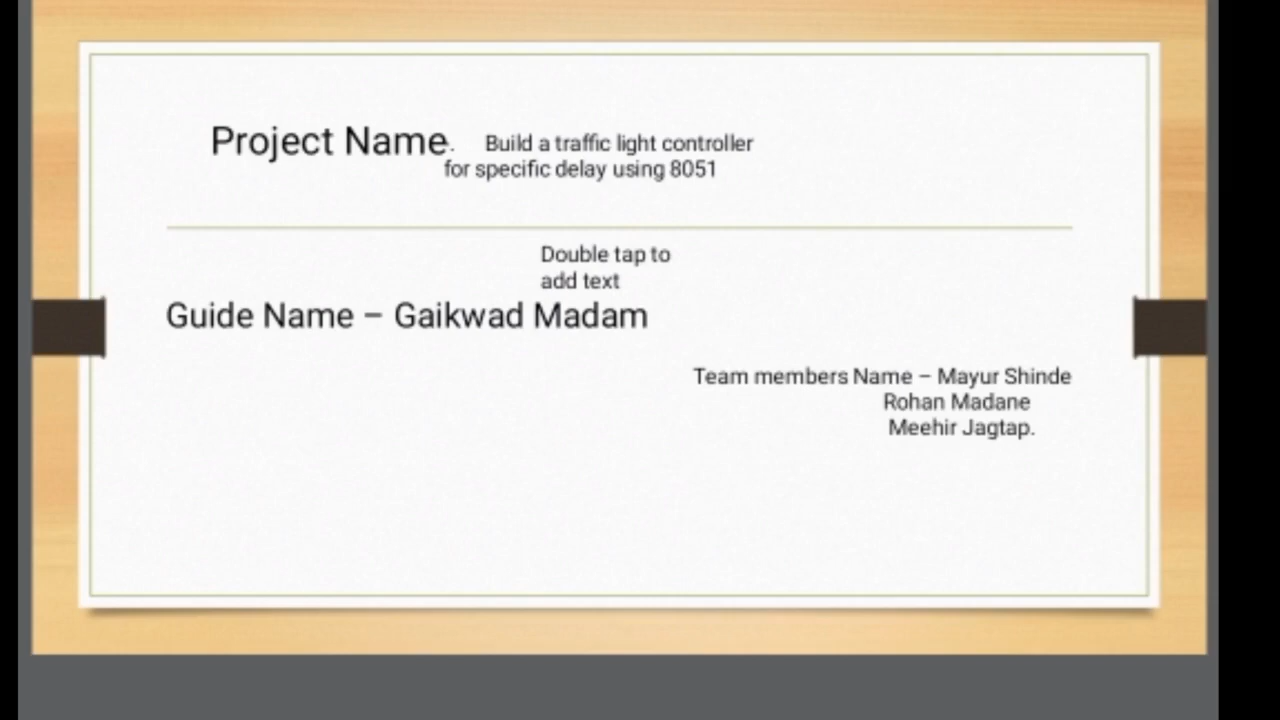 Project Name. Build a traffic light controller
for specific delay using 8051
Double tap to
add text
Guide Name – Gaikwad Madam
Team members Name – Mayur Shinde
Rohan Madane
Meehir Jagtap.